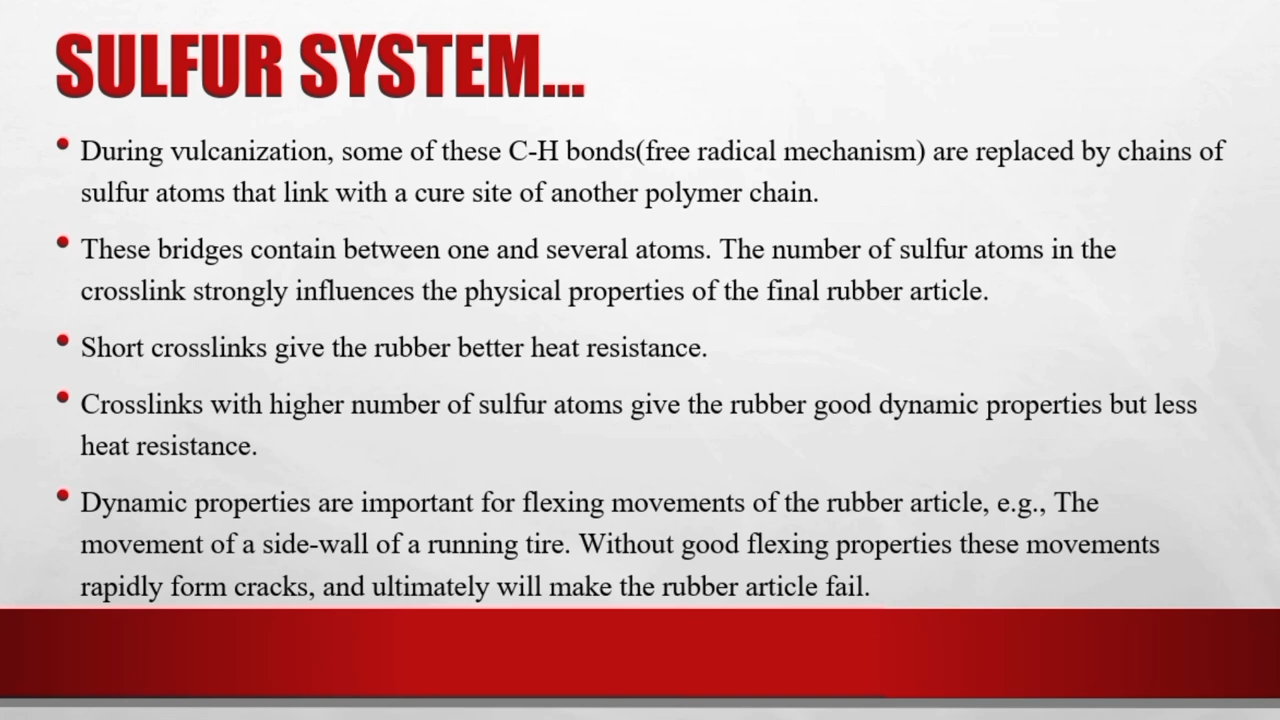 SULFUR SYSTEM...
• During vulcanization, some of these C-H bonds(free radical mechanism) are replaced by chains of
sulfur atoms that link with a cure site of another polymer chain.
• These bridges contain between one and several atoms. The number of sulfur atoms in the
crosslink strongly influences the physical properties of the final rubber article.
• Short crosslinks give the rubber better heat resistance.
• Crosslinks with higher number of sulfur atoms give the rubber good dynamic properties but less
heat resistance.
• Dynamic properties are important for flexing movements of the rubber article, e.g., The
movement of a side-wall of a running tire. Without good flexing properties these movements
rapidly form cracks, and ultimately will make the rubber article fail.